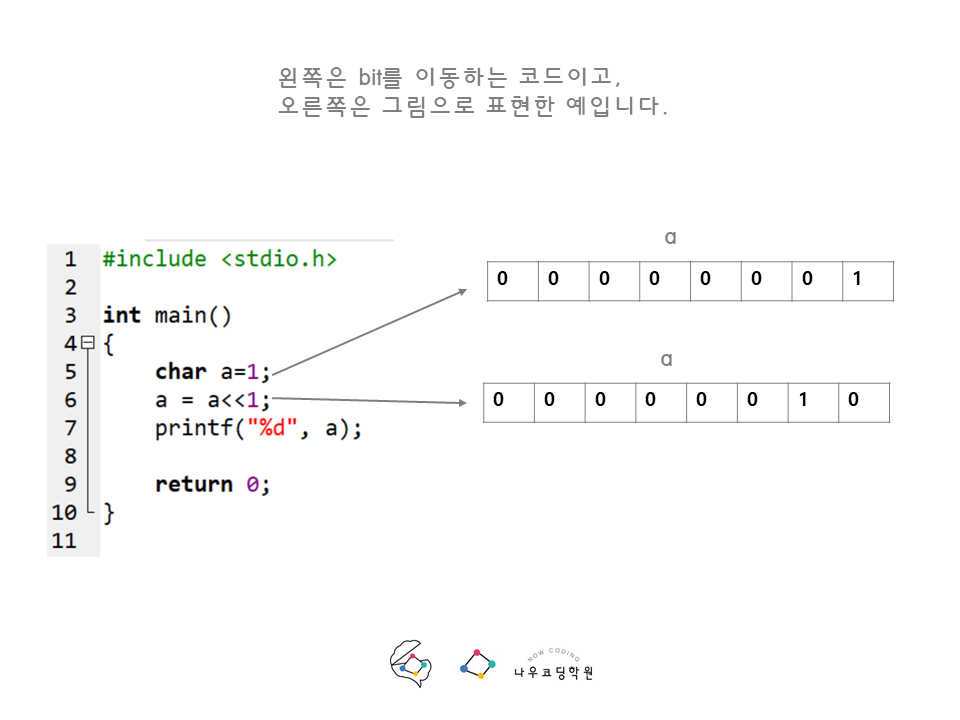 왼쪽은 bit를 이동하는 코드이고,
오른쪽은 그림으로 표현한 예입니다.
1 #include <stdio.h>
2
3 int main()
4 {
5 char a=1;
6 a = a<<1;
7 printf("%d", a);
8
9 return 0;
10 }
11
a
0 0 0 0 0 0 0 1
a
0 0 0 0 0 0 1 0
NOW CODING
나우코딩학원